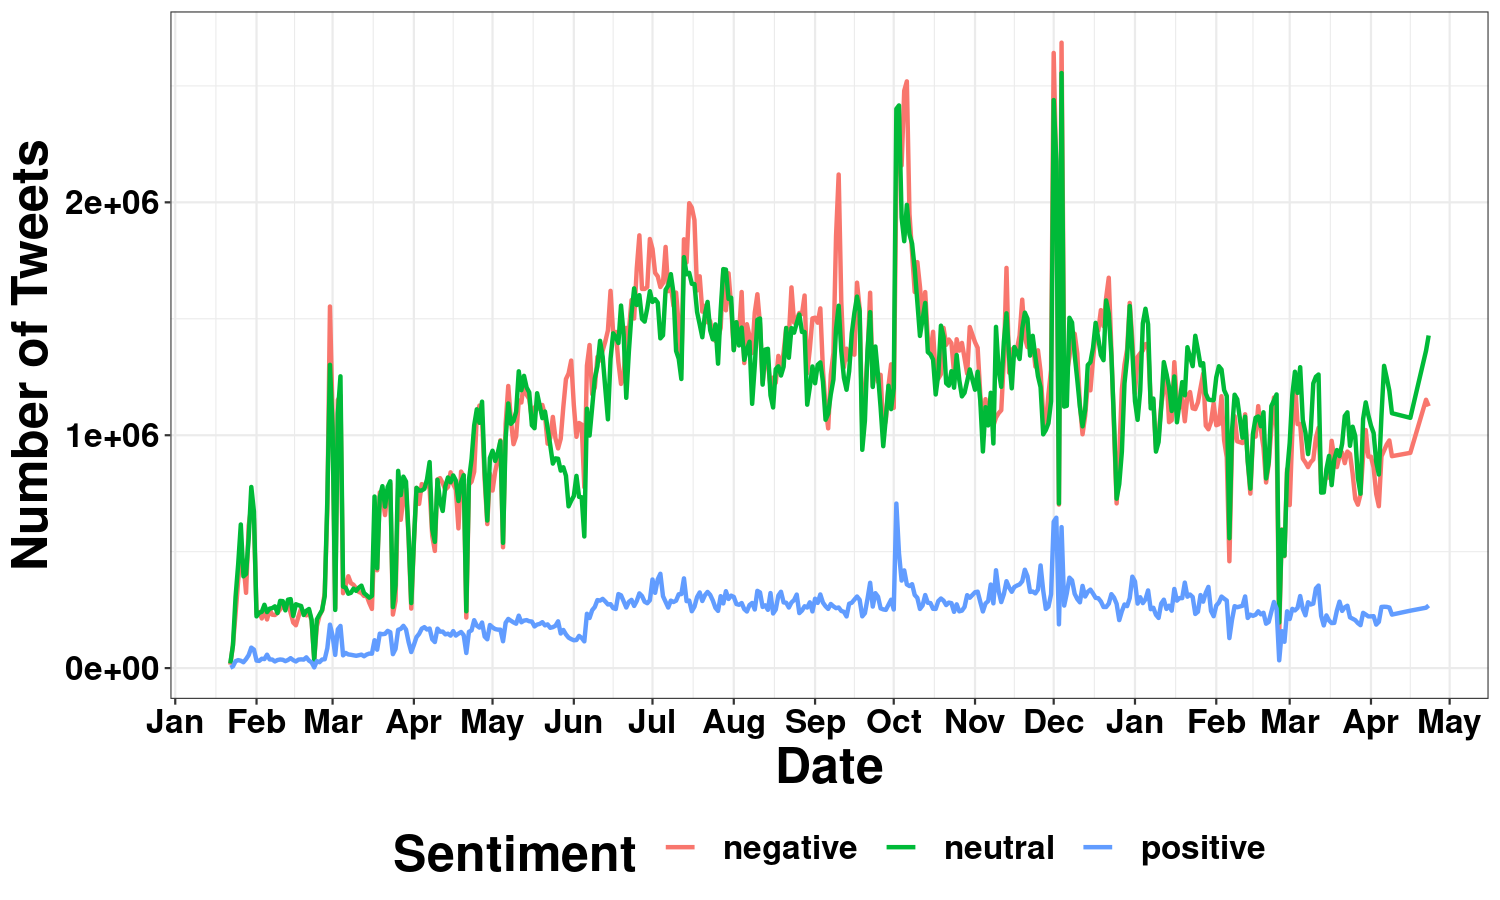 Number of Tweets
2e+06
1e+06
0e+00
Jan Feb Mar Apr May Jun Jul Aug Sep Oct Nov Dec Jan Feb Mar Apr May
Date
Sentiment negative neutral positive